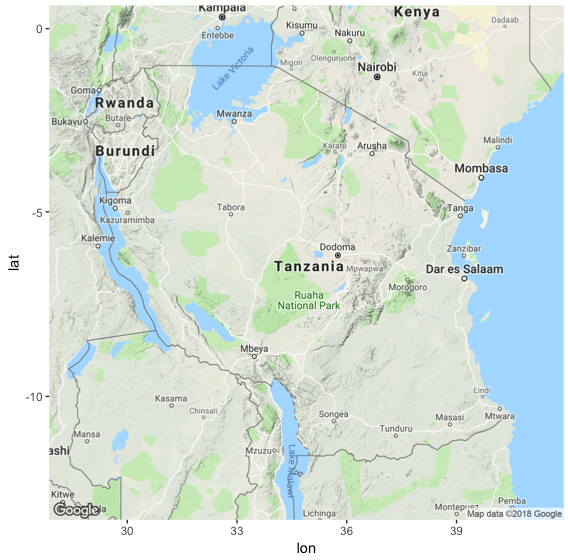 Kampala
Kenya
0
Entebbe
Kisumu
Nakuru
Dadaab
Lake Victoria
Olenguruone
Migori
Nairobi
Kitui
Goma
Rwanda
Bukavu
Butare
Mwanza
Burundi
Karatu
Arusha
Malindi
Mombasa
Kigoma
Tabora
-5
Tanga
Kazuramimba
Kalemie
Dodoma
Zanzibar
lat
Tanzania
Mpwapwa
Dar es Salaam
Morogoro
Ruaha
National Park
Mbeya
-10
Kasama
Chinsali
Songea
Lindi
Mtwara
Masasi
Tunduru
Mansa
ashi
Mzuzu
Lake Malawi
Kitwe
Google
Lichinga
Montepuez
Pemba
Map data ©2018 Google
30
33
36
39
lon